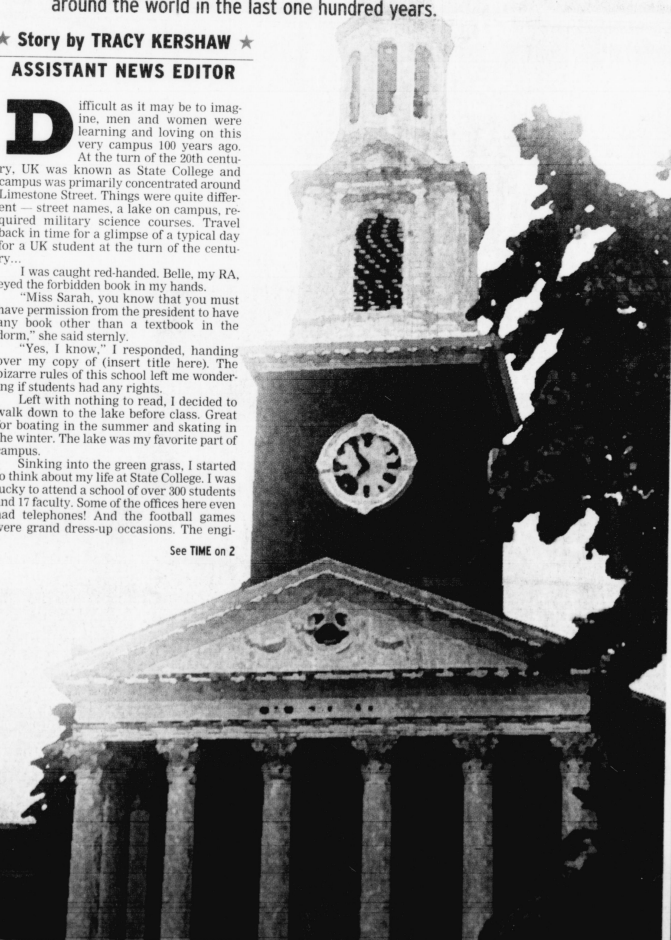 around the world in the last one hundred years.
★ Story by TRACY KERSHAW ★
ASSISTANT NEWS EDITOR
Difficult as it may be to imag-
ine, men and women were
learning and loving on this
very campus 100 years ago.
At the turn of the 20th centu-
ry, UK was known as State College and
campus was primarily concentrated around
Limestone Street. Things were quite differ-
ent — street names, a lake on campus, re-
quired military science courses. Travel
back in time for a glimpse of a typical day
for a UK student at the turn of the centu-
ry...
I was caught red-handed. Belle, my RA,
eyed the forbidden book in my hands.
"Miss Sarah, you know that you must
have permission from the president to have
any book other than a textbook in the
dorm," she said sternly.
"Yes, I know," I responded, handing
over my copy of (insert title here). The
bizarre rules of this school left me wonder-
ing if students had any rights.
Left with nothing to read, I decided to
walk down to the lake before class. Great
for boating in the summer and skating in
the winter. The lake was my favorite part of
campus.
Sinking into the green grass, I started
to think about my life at State College. I was
lucky to attend a school of over 300 students
and 17 faculty. Some of the offices here even
had telephones! And the football games
were grand dress-up occasions. The engi-
See TIME on 2